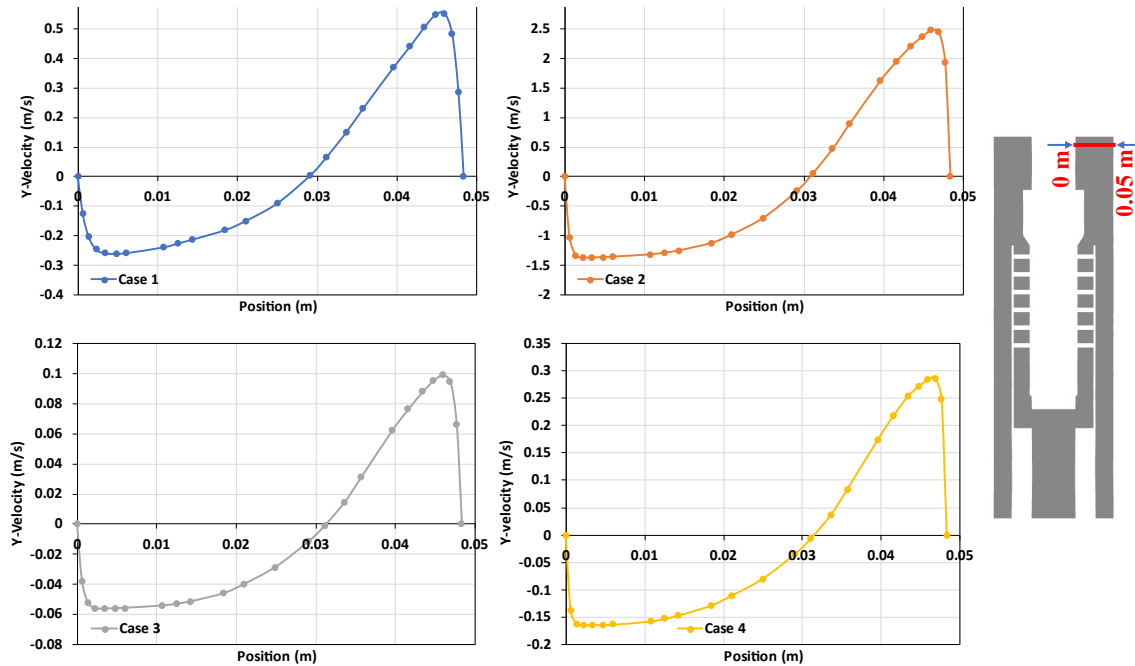 0.5
0.4
0.3
0.2
0.1
0
-0.1
-0.2
-0.3
-0.4
0 0.01 0.02 0.03 0.04 0.05
Y-Velocity (m/s)
Position (m)
Case 1
2.5
2
1.5
1
0.5
0
-0.5
-1
-1.5
-2
0 0.01 0.02 0.03 0.04 0.05
Y-Velocity (m/s)
Position (m)
Case 2
0 m
0.05 m
0.12
0.1
0.08
0.06
0.04
0.02
0
-0.02
-0.04
-0.06
-0.08
0 0.01 0.02 0.03 0.04 0.05
Y-Velocity (m/s)
Position (m)
Case 3
0.35
0.3
0.25
0.2
0.15
0.1
0.05
0
-0.05
-0.1
-0.15
-0.2
0 0.01 0.02 0.03 0.04 0.05
Y-velocity (m/s)
Position (m)
Case 4